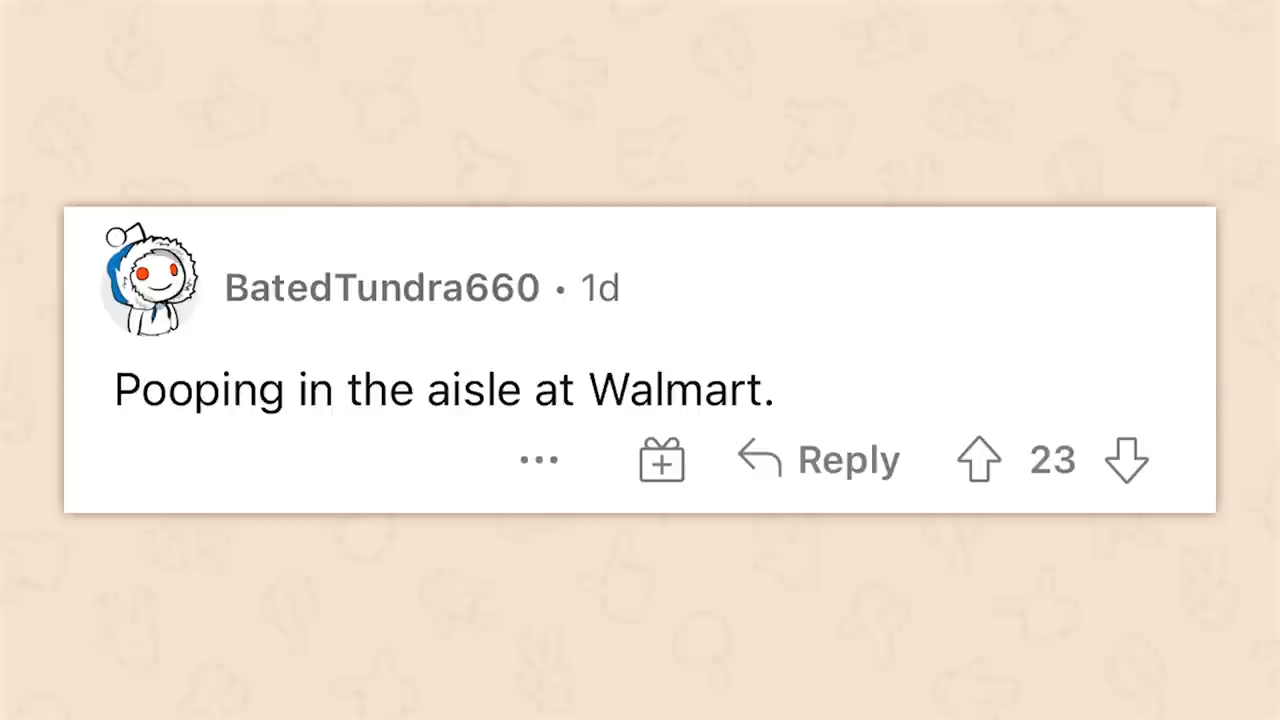 BatedTundra660 · 1d
Pooping in the aisle at Walmart.
··· Reply 23